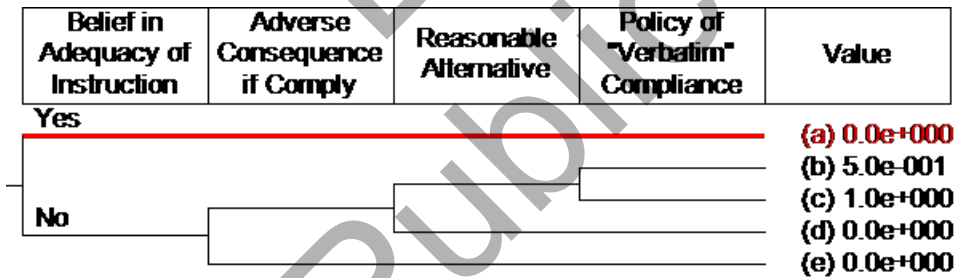 Belief in
Adequacy of
Instruction
Adverse
Consequence
if Comply
Reasonable
Alternative
Policy of
"Verbatim"
Compliance
Value
Yes
(a) 0.0e+000
(b) 5.0e-001
(c) 1.0e+000
No
(d) 0.0e+000
(e) 0.0e+000
Public